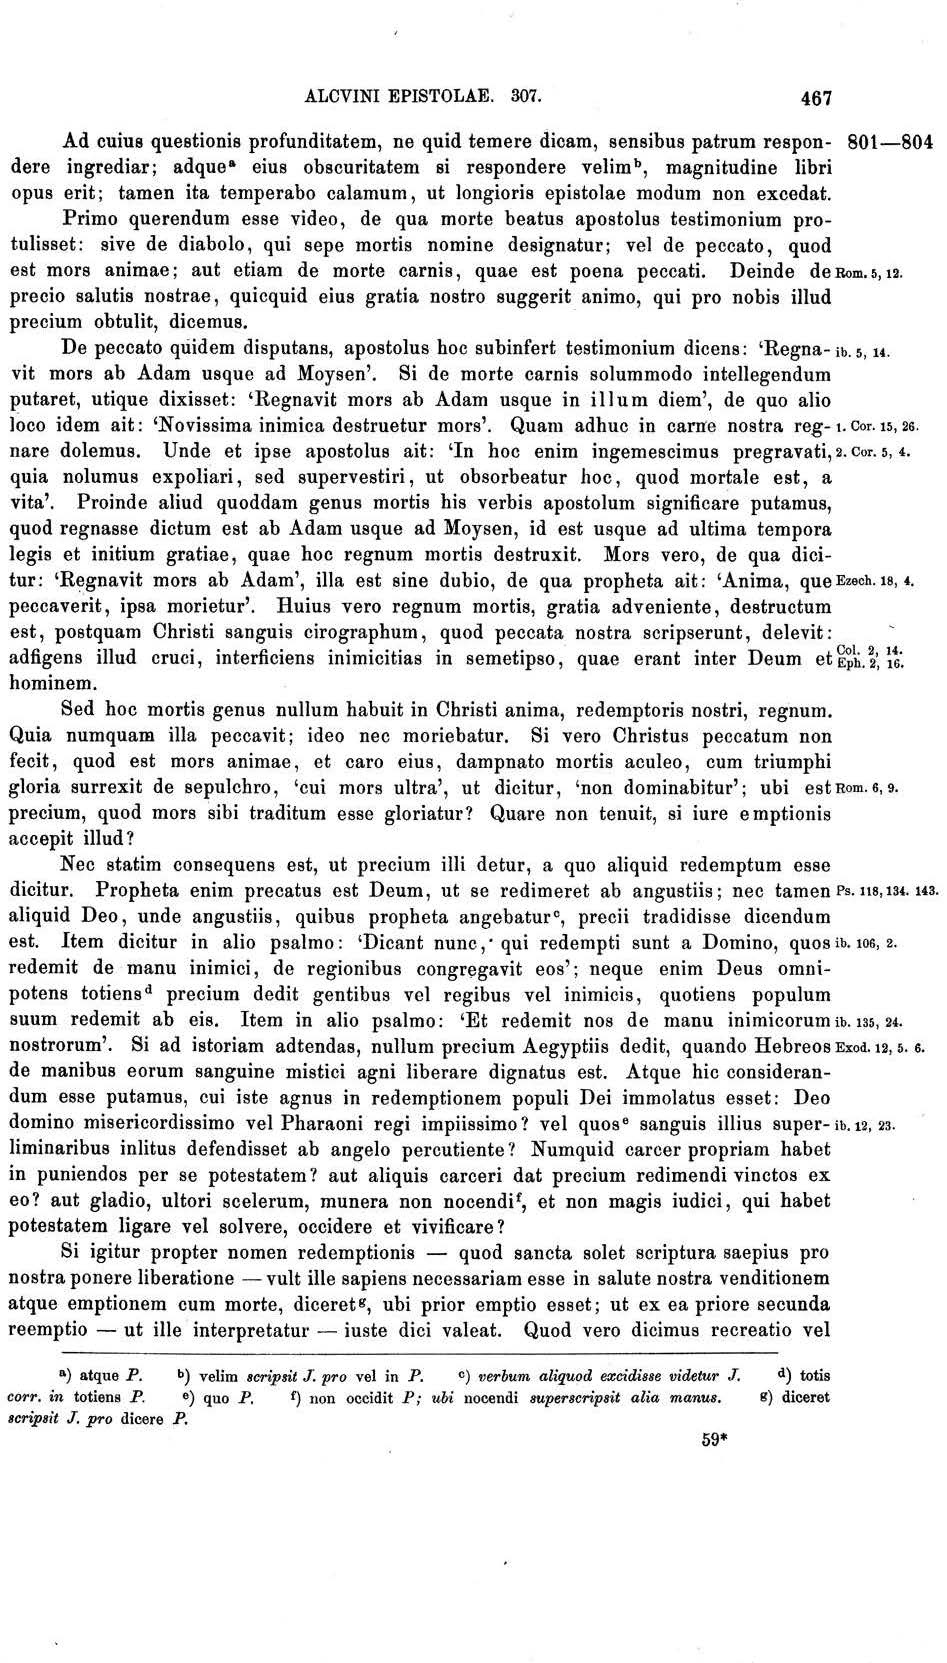 ALCVINI EPISTOLAE. 307. 467
Ad cuius questionis profunditatem, ne quid temere dicam, sensibus patrum respon- 801—804
dere ingrediar; adqueᵃ eius obscuritatem si respondere velimᵇ, magnitudine libri
opus erit; tamen ita temperabo calamum, ut longioris epistolae modum non excedat.
Primo querendum esse video, de qua morte beatus apostolus testimonium pro-
tulisset: sive de diabolo, qui sepe mortis nomine designatur; vel de peccato, quod
est mors animae; aut etiam de morte carnis, quae est poena peccati. Deinde de Rom. 5, 12.
precio salutis nostrae, quicquid eius gratia nostro suggerit animo, qui pro nobis illud
precium obtulit, dicemus.
De peccato quidem disputans, apostolus hoc subinfert testimonium dicens: ‘Regna- ib. 5, 14.
vit mors ab Adam usque ad Moysen’. Si de morte carnis solummodo intellegendum
putaret, utique dixisset: ‘Regnavit mors ab Adam usque in illum diem’, de quo alio
loco idem ait: ‘Novissima inimica destruetur mors’. Quam adhuc in carne nostra reg- 1. Cor. 15, 26.
nare dolemus. Unde et ipse apostolus ait: ‘In hoc enim ingemescimus pregravati, 2. Cor. 5, 4.
quia nolumus expoliari, sed supervestiri, ut obsorbeatur hoc, quod mortale est, a
vita’. Proinde aliud quoddam genus mortis his verbis apostolum significare putamus,
quod regnasse dictum est ab Adam usque ad Moysen, id est usque ad ultima tempora
legis et initium gratiae, quae hoc regnum mortis destruxit. Mors vero, de qua dici-
tur: ‘Regnavit mors ab Adam’, illa est sine dubio, de qua propheta ait: ‘Anima, que Ezech. 18, 4.
peccaverit, ipsa morietur’. Huius vero regnum mortis, gratia adveniente, destructum
est, postquam Christi sanguis cirographum, quod peccata nostra scripserunt, delevit:
adfigens illud cruci, interficiens inimicitias in semetipso, quae erant inter Deum et Col. 2, 14. Eph. 2, 16.
hominem.
Sed hoc mortis genus nullum habuit in Christi anima, redemptoris nostri, regnum.
Quia numquam illa peccavit; ideo nec moriebatur. Si vero Christus peccatum non
fecit, quod est mors animae, et caro eius, dampnato mortis aculeo, cum triumphi
gloria surrexit de sepulchro, ‘cui mors ultra’, ut dicitur, ‘non dominabitur’; ubi est Rom. 6, 9.
precium, quod mors sibi traditum esse gloriatur? Quare non tenuit, si iure emptionis
accepit illud?
Nec statim consequens est, ut precium illi detur, a quo aliquid redemptum esse
dicitur. Propheta enim precatus est Deum, ut se redimeret ab angustiis; nec tamen Ps. 118, 134. 143.
aliquid Deo, unde angustiis, quibus propheta angebaturᶜ, precii tradidisse dicendum
est. Item dicitur in alio psalmo: ‘Dicant nunc, qui redempti sunt a Domino, quos ib. 106, 2.
redemit de manu inimici, de regionibus congregavit eos’; neque enim Deus omni-
potens totiensᵈ precium dedit gentibus vel regibus vel inimicis, quotiens populum
suum redemit ab eis. Item in alio psalmo: ‘Et redemit nos de manu inimicorum ib. 135, 24.
nostrorum’. Si ad istoriam adtendas, nullum precium Aegyptiis dedit, quando Hebreos Exod. 12, 5. 6.
de manibus eorum sanguine mistici agni liberare dignatus est. Atque hic consideran-
dum esse putamus, cui iste agnus in redemptionem populi Dei immolatus esset: Deo
domino misericordissimo vel Pharaoni regi impiissimo? vel quosᵉ sanguis illius super- ib. 12, 23.
liminaribus inlitus defendisset ab angelo percutiente? Numquid carcer propriam habet
in puniendos per se potestatem? aut aliquis carceri dat precium redimendi vinctos ex
eo? aut gladio, ultori scelerum, munera non nocendiᶠ, et non magis iudici, qui habet
potestatem ligare vel solvere, occidere et vivificare?
Si igitur propter nomen redemptionis — quod sancta solet scriptura saepius pro
nostra ponere liberatione — vult ille sapiens necessariam esse in salute nostra venditionem
atque emptionem cum morte, diceretᵍ, ubi prior emptio esset; ut ex ea priore secunda
reemptio — ut ille interpretatur — iuste dici valeat. Quod vero dicimus recreatio vel
ᵃ) atque P. ᵇ) velim scripsit J. pro vel in P. ᶜ) verbum aliquod excidisse videtur J. ᵈ) totis
corr. in totiens P. ᵉ) quo P. ᶠ) non occidit P; ubi nocendi superscripsit alia manus. ᵍ) diceret
scripsit J. pro dicere P.
59*